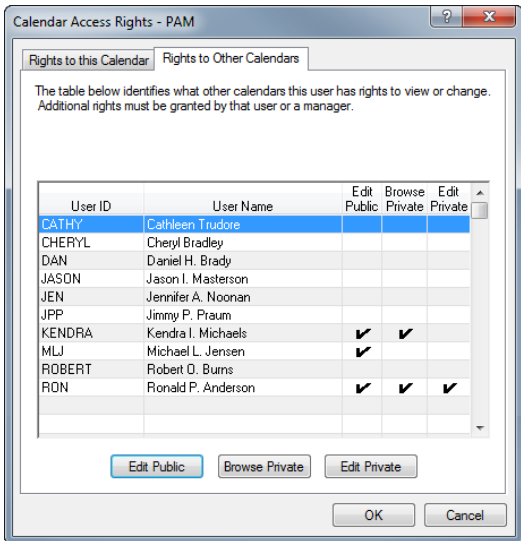 Calendar Access Rights - PAM
Rights to this Calendar Rights to Other Calendars
The table below identifies what other calendars this user has rights to view or change.
Additional rights must be granted by that user or a manager.
Edit Browse Edit
User ID User Name Public Private Private
CATHY Cathleen Trudore
CHERYL Cheryl Bradley
DAN Daniel H. Brady
JASON Jason I. Masterson
JEN Jennifer A. Noonan
JPP Jimmy P. Praum
KENDRA Kendra I. Michaels ✔ ✔
MLJ Michael L. Jensen ✔
ROBERT Robert O. Burns
RON Ronald P. Anderson ✔ ✔ ✔
Edit Public Browse Private Edit Private
OK Cancel